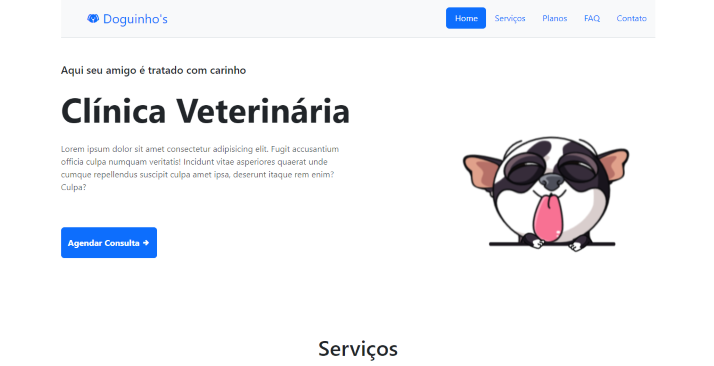 Doguinho's
Home Serviços Planos FAQ Contato
Aqui seu amigo é tratado com carinho
Clínica Veterinária
Lorem ipsum dolor sit amet consectetur adipisicing elit. Fugit accusantium
officia culpa numquam veritatis! Incidunt vitae asperiores quaerat unde
cumque repellendus suscipit culpa amet ipsa, deserunt itaque rem enim?
Culpa?
Agendar Consulta →
Serviços